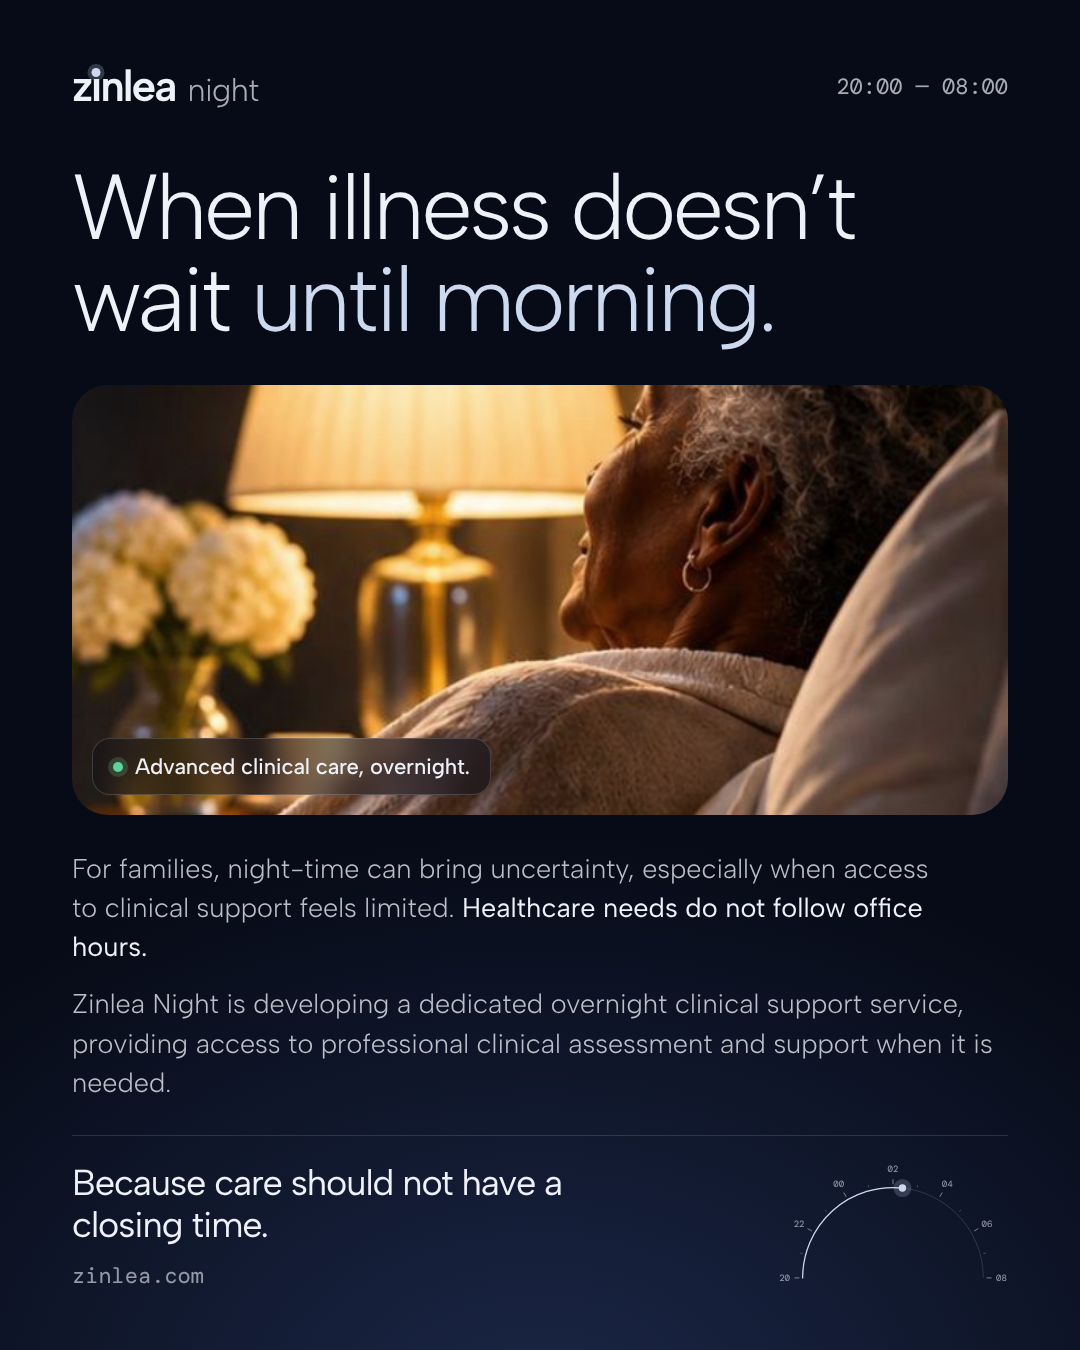 zinlea night
20:00 — 08:00
When illness doesn’t
wait until morning.
Advanced clinical care, overnight.
For families, night-time can bring uncertainty, especially when access
to clinical support feels limited. Healthcare needs do not follow office
hours.
Zinlea Night is developing a dedicated overnight clinical support service,
providing access to professional clinical assessment and support when it is
needed.
Because care should not have a
closing time.
zinlea.com
20
22
00
02
04
06
08